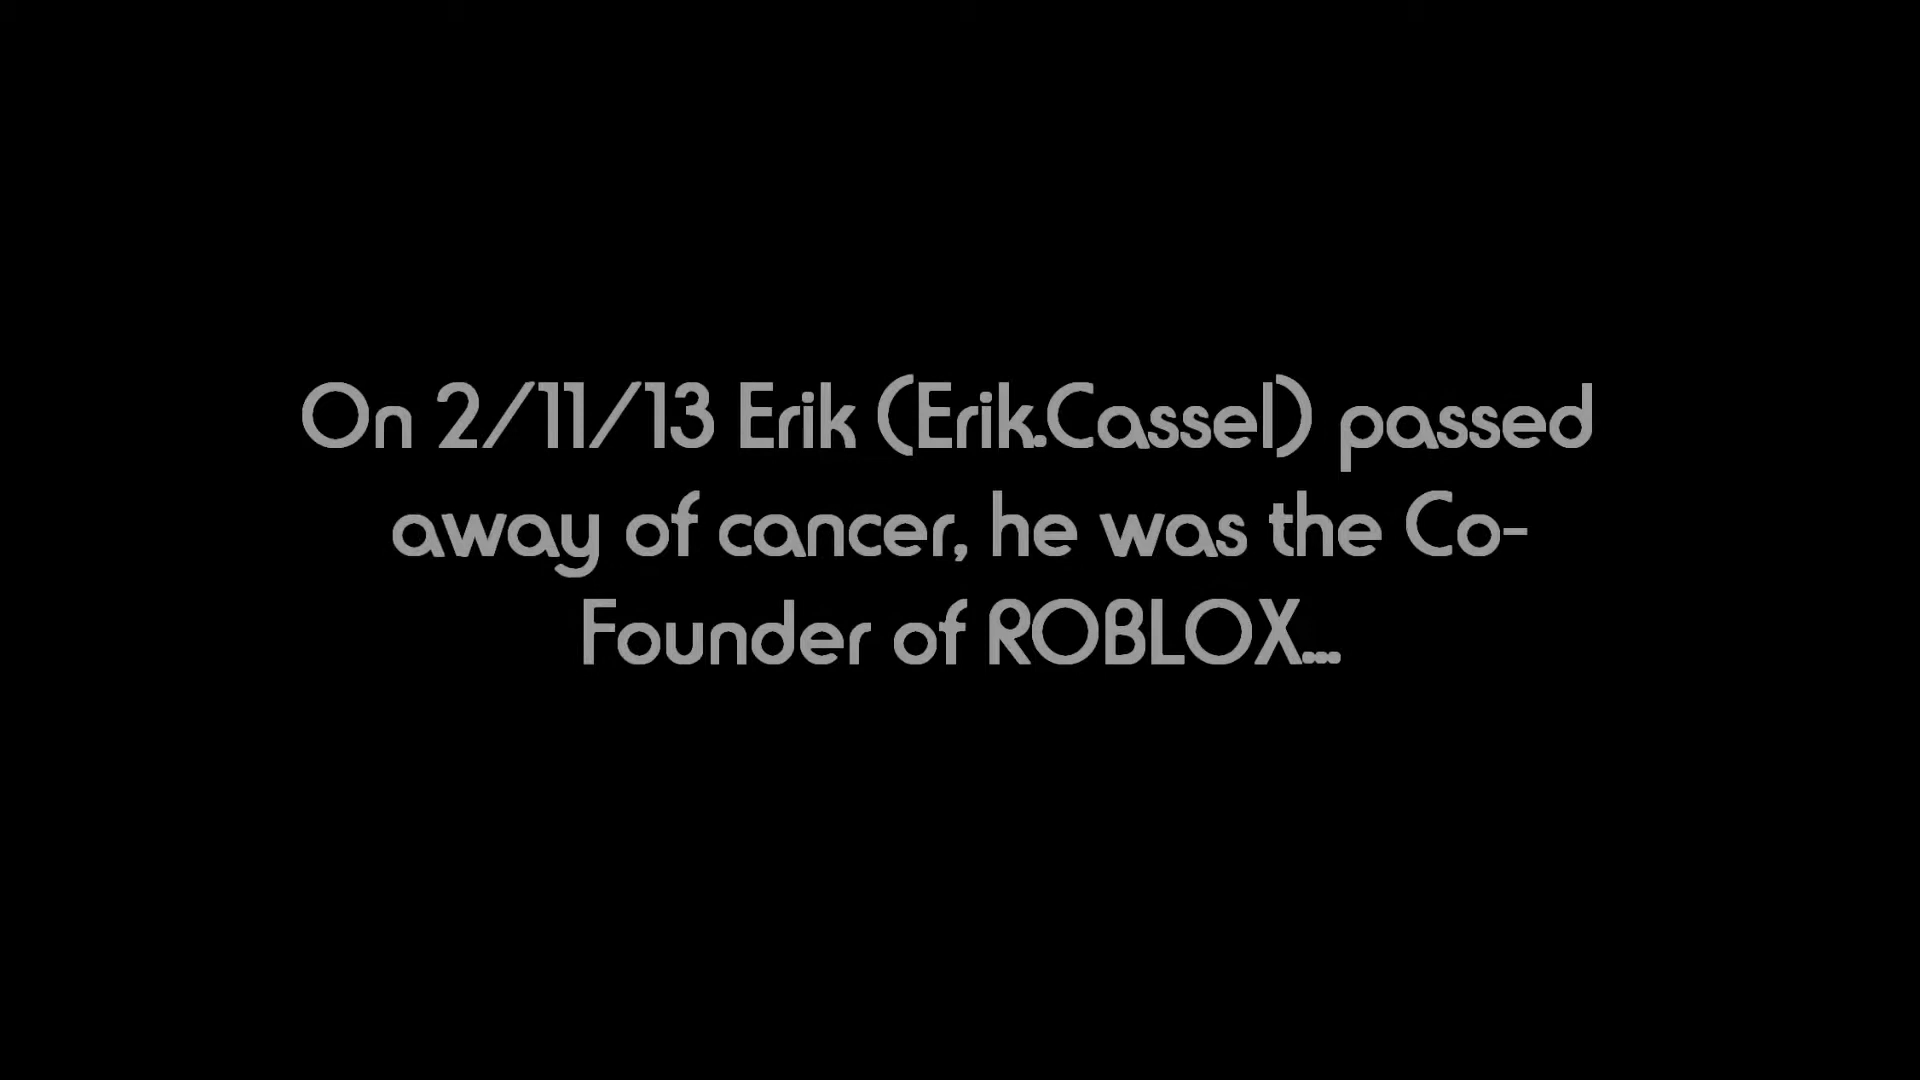 On 2/11/13 Erik (Erik.Cassel) passed
away of cancer, he was the Co-
Founder of ROBLOX...